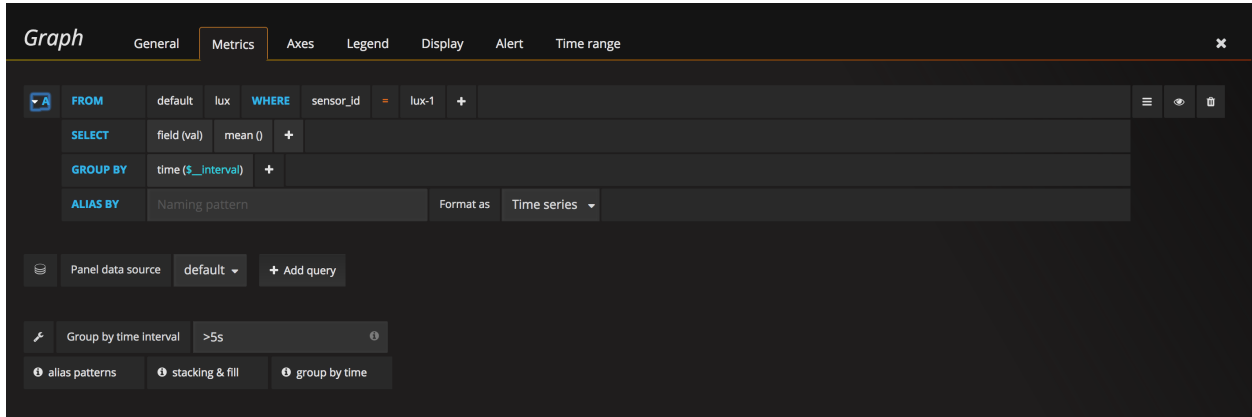 Graph General Metrics Axes Legend Display Alert Time range
A FROM default lux WHERE sensor_id = lux-1 +
SELECT field (val) mean () +
GROUP BY time ($__interval) +
ALIAS BY Naming pattern Format as Time series
Panel data source default + Add query
Group by time interval >5s
alias patterns stacking & fill group by time